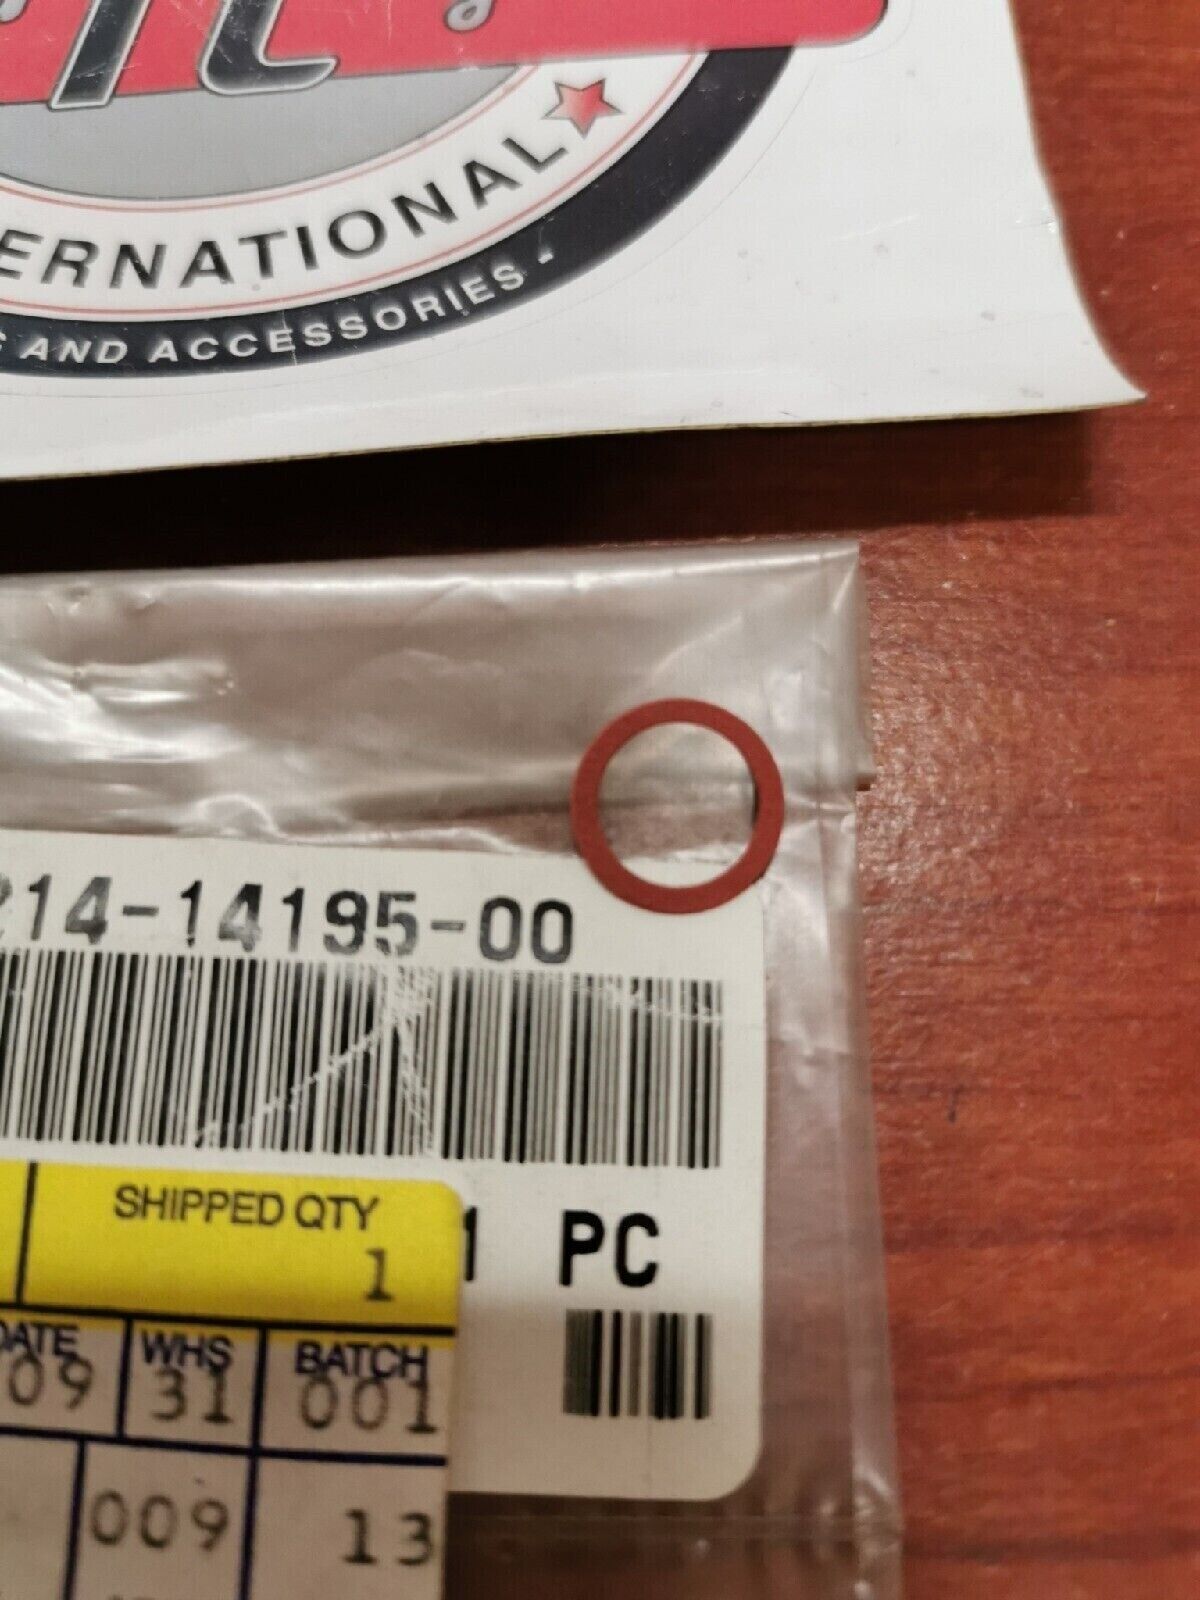 ERNATIONAL
AND ACCESSORIES -
214-14195-00
SHIPPED QTY
1
1 PC
DATE WHS BATCH
09 31 001
009 13